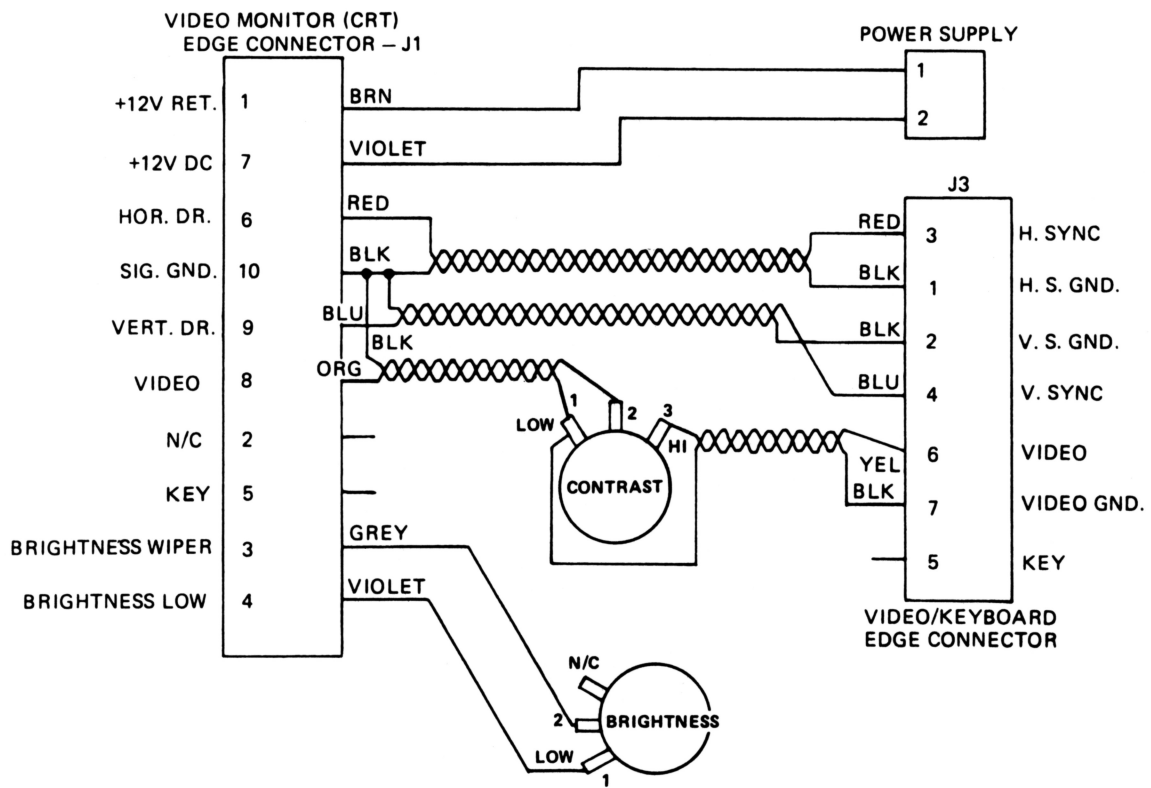 VIDEO MONITOR (CRT)
EDGE CONNECTOR – J1
POWER SUPPLY
+12V RET. 1 BRN 1
2
+12V DC 7 VIOLET
J3
HOR. DR. 6 RED RED 3 H. SYNC
SIG. GND. 10 BLK BLK 1 H. S. GND.
VERT. DR. 9 BLU BLK 2 V. S. GND.
BLK
VIDEO 8 ORG BLU 4 V. SYNC
1 2 3
LOW HI
N/C 2 YEL 6 VIDEO
KEY 5 CONTRAST BLK 7 VIDEO GND.
BRIGHTNESS WIPER 3 GREY 5 KEY
BRIGHTNESS LOW 4 VIOLET
VIDEO/KEYBOARD
EDGE CONNECTOR
N/C
2 BRIGHTNESS
LOW
1